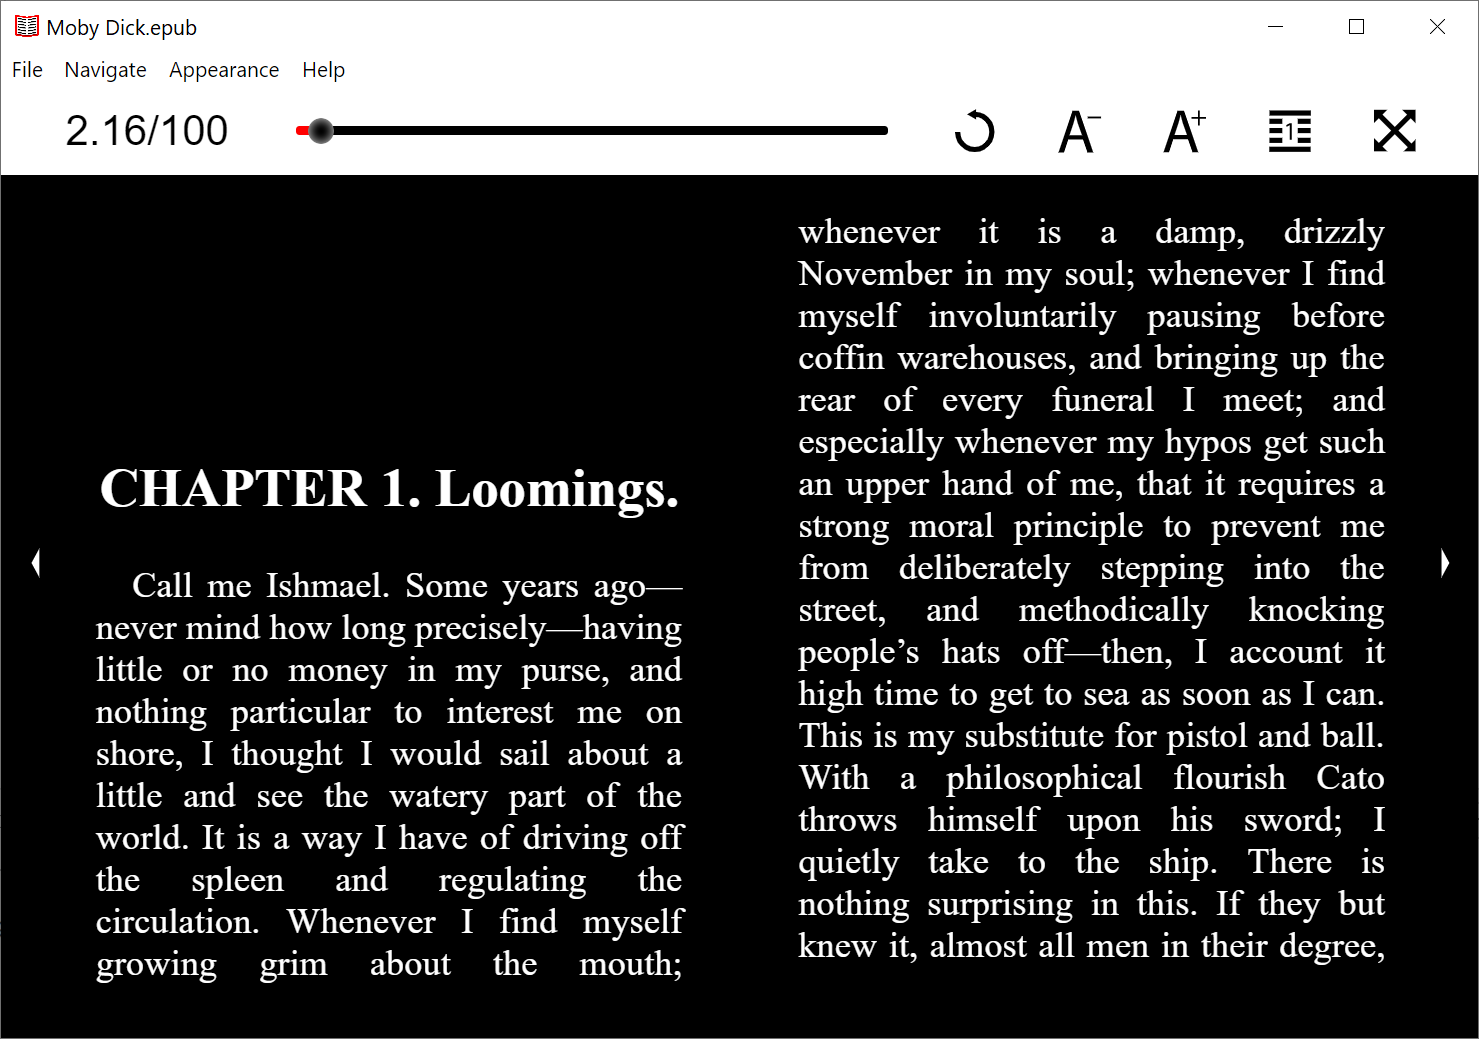 Moby Dick.epub
File Navigate Appearance Help
2.16/100
A-
A+
1
CHAPTER 1. Loomings.
Call me Ishmael. Some years ago—
never mind how long precisely—having
little or no money in my purse, and
nothing particular to interest me on
shore, I thought I would sail about a
little and see the watery part of the
world. It is a way I have of driving off
the spleen and regulating the
circulation. Whenever I find myself
growing grim about the mouth;
whenever it is a damp, drizzly
November in my soul; whenever I find
myself involuntarily pausing before
coffin warehouses, and bringing up the
rear of every funeral I meet; and
especially whenever my hypos get such
an upper hand of me, that it requires a
strong moral principle to prevent me
from deliberately stepping into the
street, and methodically knocking
people’s hats off—then, I account it
high time to get to sea as soon as I can.
This is my substitute for pistol and ball.
With a philosophical flourish Cato
throws himself upon his sword; I
quietly take to the ship. There is
nothing surprising in this. If they but
knew it, almost all men in their degree,